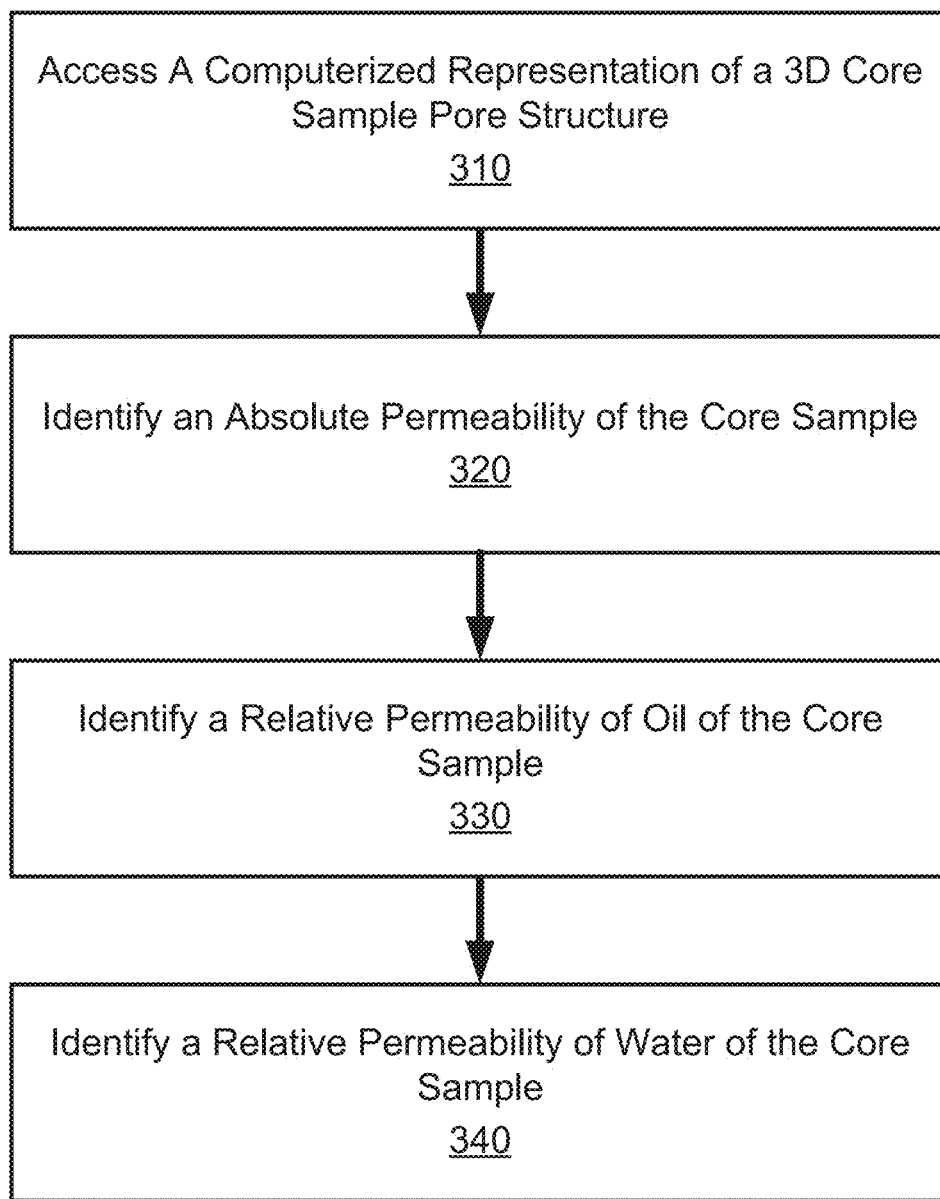 Access A Computerized Representation of a 3D Core
Sample Pore Structure
310
Identify an Absolute Permeability of the Core Sample
320
Identify a Relative Permeability of Oil of the Core
Sample
330
Identify a Relative Permeability of Water of the Core
Sample
340